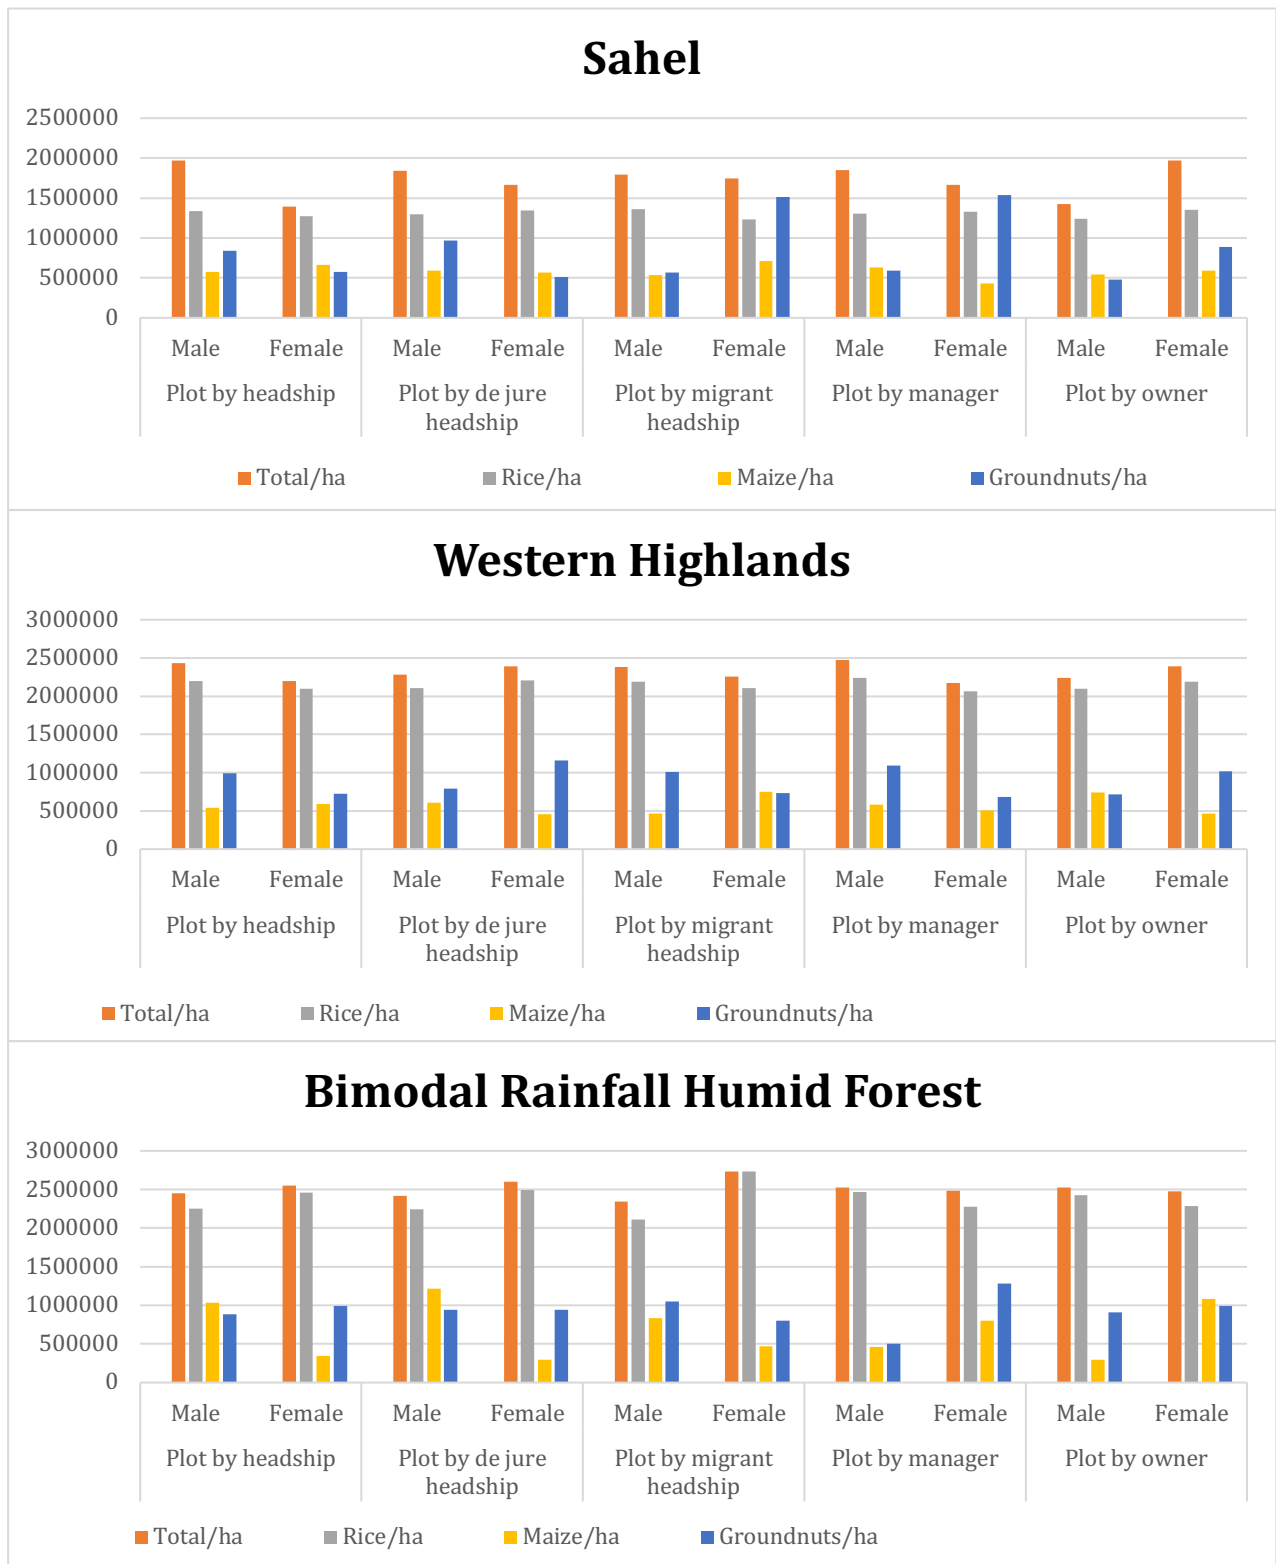 Sahel
2500000
2000000
1500000
1000000
500000
0
Male Female Male Female Male Female Male Female Male Female
Plot by headship Plot by de jure headship Plot by migrant headship Plot by manager Plot by owner
Total/ha Rice/ha Maize/ha Groundnuts/ha
Western Highlands
3000000
2500000
2000000
1500000
1000000
500000
0
Male Female Male Female Male Female Male Female Male Female
Plot by headship Plot by de jure headship Plot by migrant headship Plot by manager Plot by owner
Total/ha Rice/ha Maize/ha Groundnuts/ha
Bimodal Rainfall Humid Forest
3000000
2500000
2000000
1500000
1000000
500000
0
Male Female Male Female Male Female Male Female Male Female
Plot by headship Plot by de jure headship Plot by migrant headship Plot by manager Plot by owner
Total/ha Rice/ha Maize/ha Groundnuts/ha